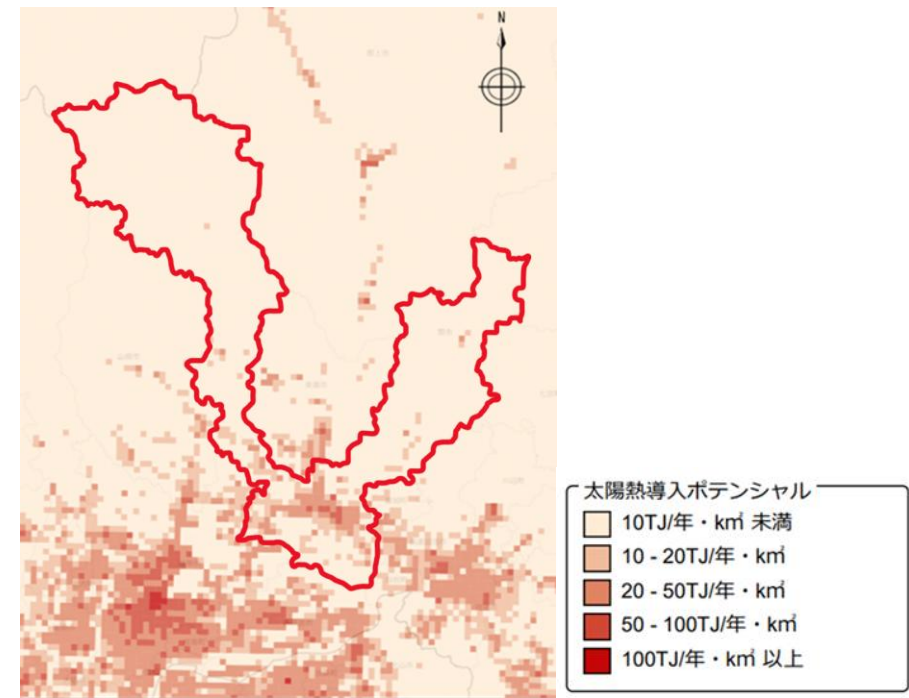 N
太陽熱導入ポテンシャル
10TJ/年・k㎡ 未満
10 - 20TJ/年・k㎡
20 - 50TJ/年・k㎡
50 - 100TJ/年・k㎡
100TJ/年・k㎡ 以上